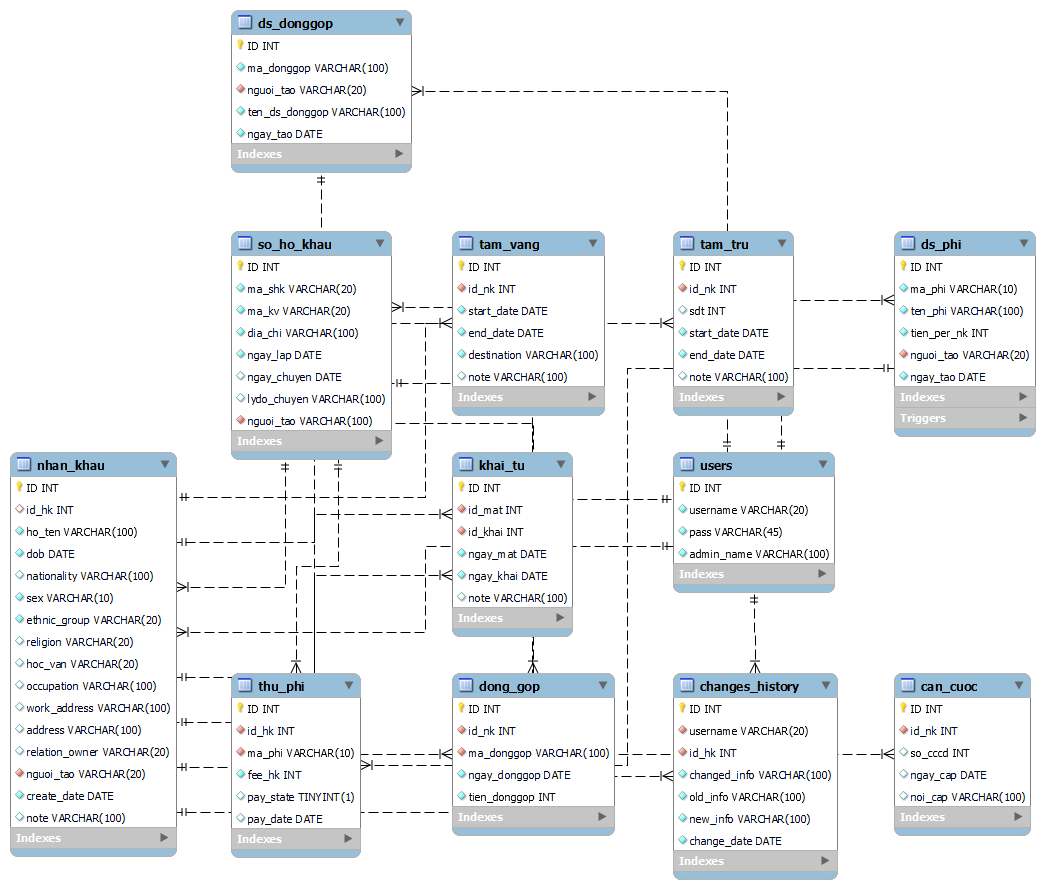 ds_donggop
ID INT
ma_donggop VARCHAR(100)
nguoi_tao VARCHAR(20)
ten_ds_donggop VARCHAR(100)
ngay_tao DATE
Indexes
so_ho_khau
ID INT
ma_shk VARCHAR(20)
ma_kv VARCHAR(20)
dia_chi VARCHAR(100)
ngay_lap DATE
ngay_chuyen DATE
lydo_chuyen VARCHAR(100)
nguoi_tao VARCHAR(100)
Indexes
tam_vang
ID INT
id_nk INT
start_date DATE
end_date DATE
destination VARCHAR(100)
note VARCHAR(100)
Indexes
tam_tru
ID INT
id_nk INT
sdt INT
start_date DATE
end_date DATE
note VARCHAR(100)
Indexes
ds_phi
ID INT
ma_phi VARCHAR(10)
ten_phi VARCHAR(100)
tien_per_nk INT
nguoi_tao VARCHAR(20)
ngay_tao DATE
Indexes
Triggers
nhan_khau
ID INT
id_hk INT
ho_ten VARCHAR(100)
dob DATE
nationality VARCHAR(100)
sex VARCHAR(10)
ethnic_group VARCHAR(20)
religion VARCHAR(20)
hoc_van VARCHAR(20)
occupation VARCHAR(100)
work_address VARCHAR(100)
address VARCHAR(100)
relation_owner VARCHAR(20)
nguoi_tao VARCHAR(20)
create_date DATE
note VARCHAR(100)
Indexes
khai_tu
ID INT
id_mat INT
id_khai INT
ngay_mat DATE
ngay_khai DATE
note VARCHAR(100)
Indexes
users
ID INT
username VARCHAR(20)
pass VARCHAR(45)
admin_name VARCHAR(100)
Indexes
thu_phi
ID INT
id_hk INT
ma_phi VARCHAR(10)
fee_hk INT
pay_state TINYINT(1)
pay_date DATE
Indexes
dong_gop
ID INT
id_nk INT
ma_donggop VARCHAR(100)
ngay_donggop DATE
tien_donggop INT
Indexes
changes_history
ID INT
username VARCHAR(20)
id_hk INT
changed_info VARCHAR(100)
old_info VARCHAR(100)
new_info VARCHAR(100)
change_date DATE
Indexes
can_cuoc
ID INT
id_nk INT
so_cccd INT
ngay_cap DATE
noi_cap VARCHAR(100)
Indexes